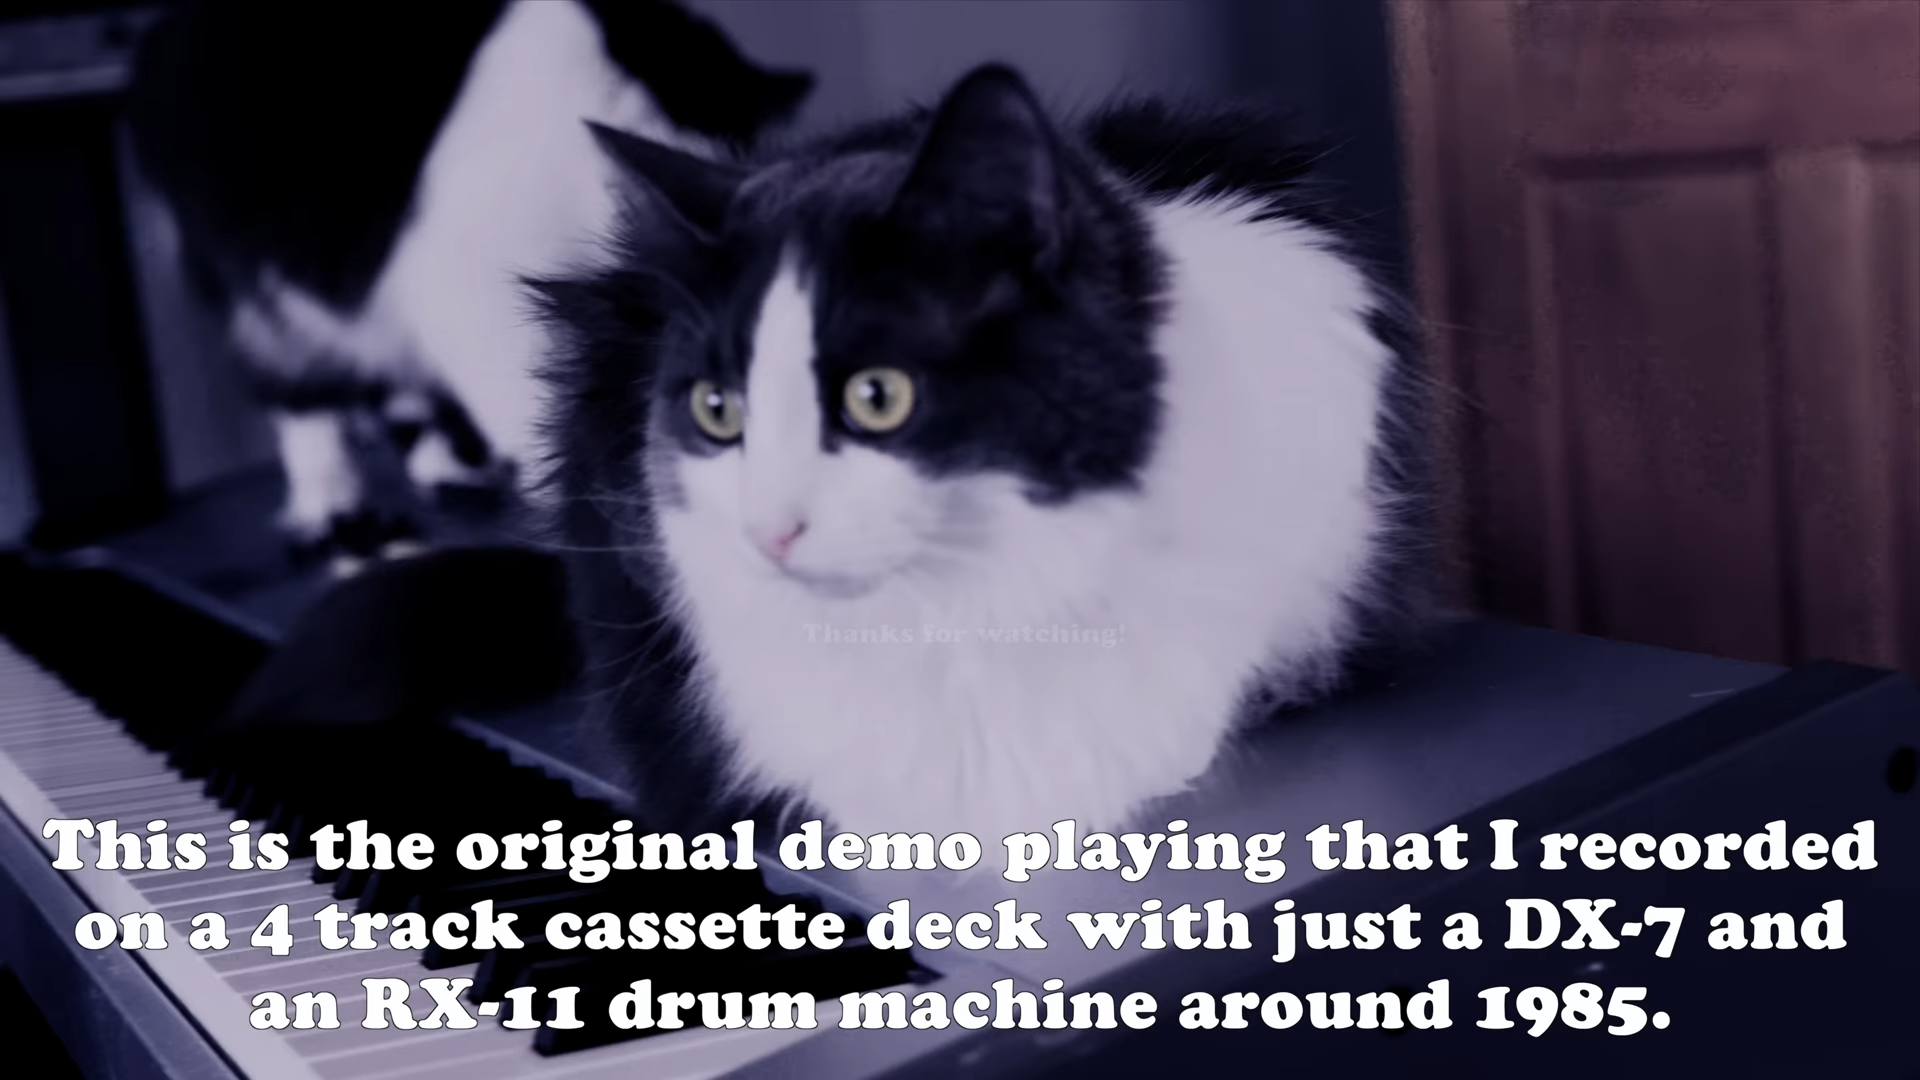 Thanks for watching!
This is the original demo playing that I recorded
on a 4 track cassette deck with just a DX-7 and
an RX-11 drum machine around 1985.